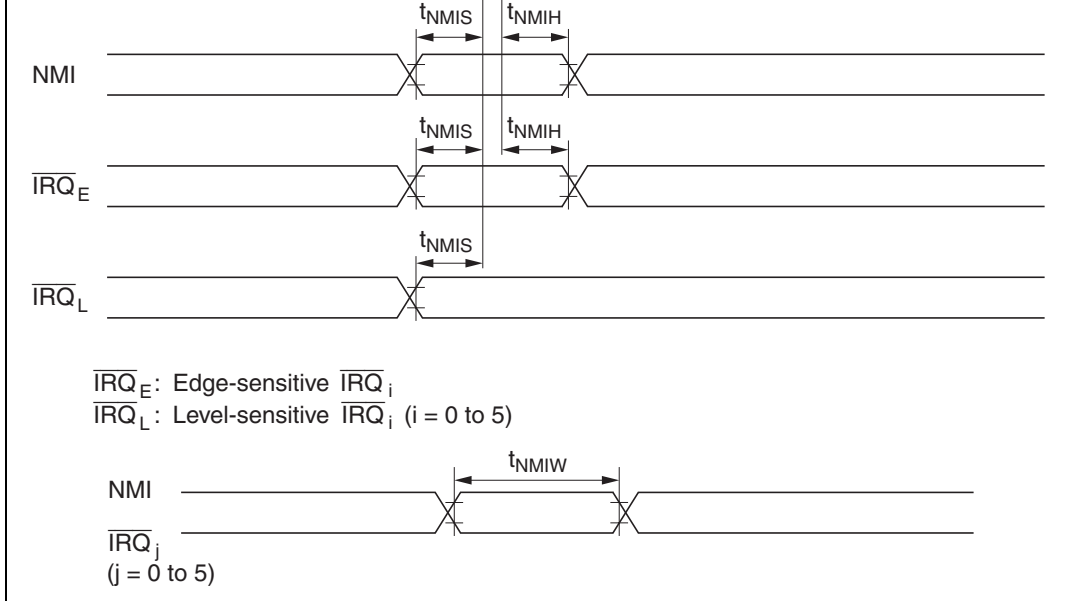 tNMIS tNMIH
NMI
tNMIS tNMIH
IRQE
tNMIS
IRQL
IRQE: Edge-sensitive IRQi
IRQL: Level-sensitive IRQi (i = 0 to 5)
tNMIW
NMI
IRQj
(j = 0 to 5)